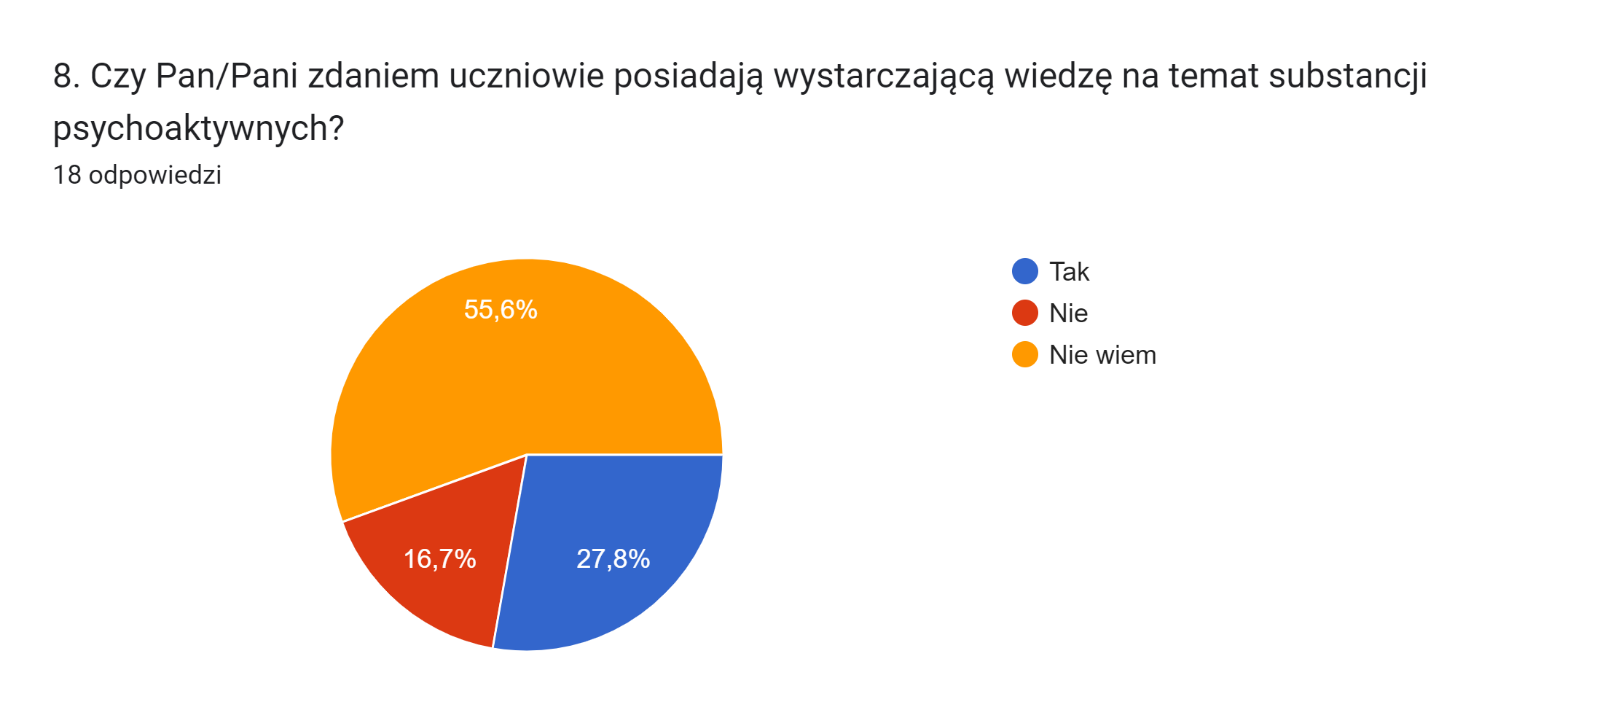 8. Czy Pan/Pani zdaniem uczniowie posiadają wystarczającą wiedzę na temat substancji
psychoaktywnych?
18 odpowiedzi
Tak
Nie
Nie wiem
55,6%
16,7%
27,8%